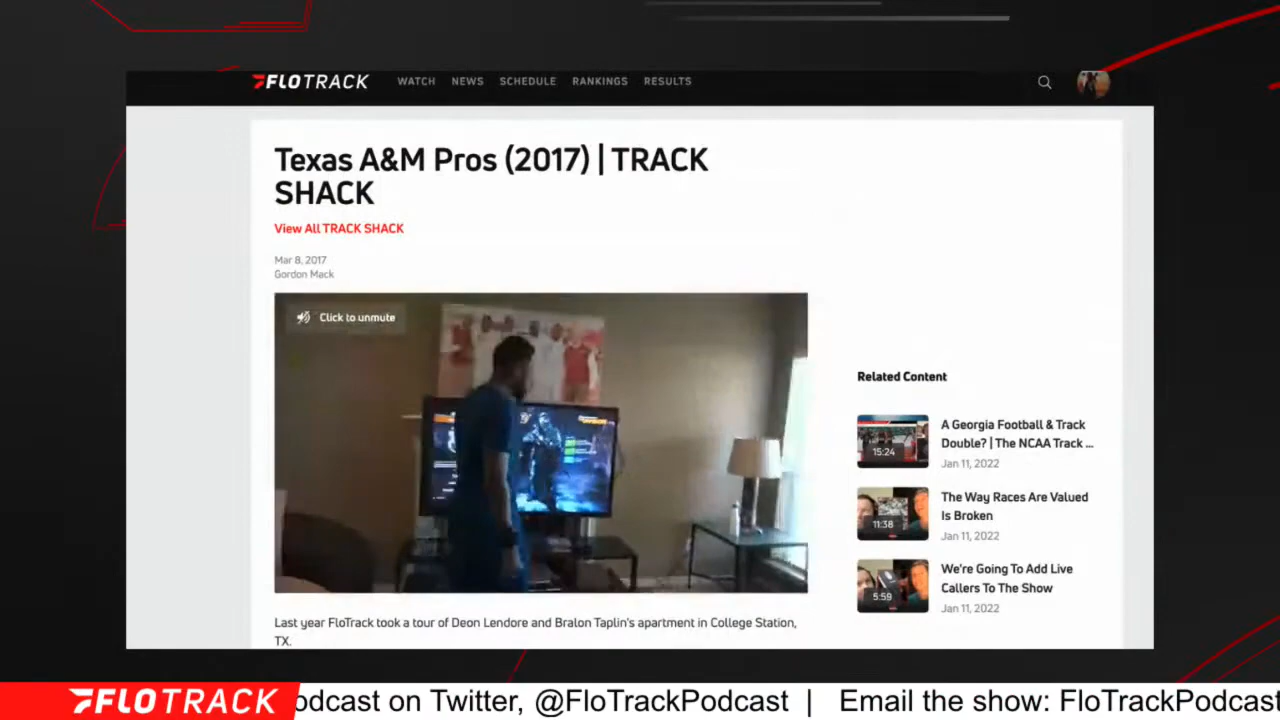 FLOTRACK
WATCH NEWS SCHEDULE RANKINGS RESULTS
Texas A&M Pros (2017) | TRACK
SHACK
View All TRACK SHACK
Mar 8, 2017
Gordon Mack
Click to unmute
Last year FloTrack took a tour of Deon Lendore and Bralon Taplin's apartment in College Station,
TX.
Related Content
A Georgia Football & Track
Double? | The NCAA Track ...
Jan 11, 2022
15:24
The Way Races Are Valued
Is Broken
Jan 11, 2022
11:38
We're Going To Add Live
Callers To The Show
Jan 11, 2022
5:59
FLOTRACK
odcast on Twitter, @FloTrackPodcast | Email the show: FloTrackPodcast